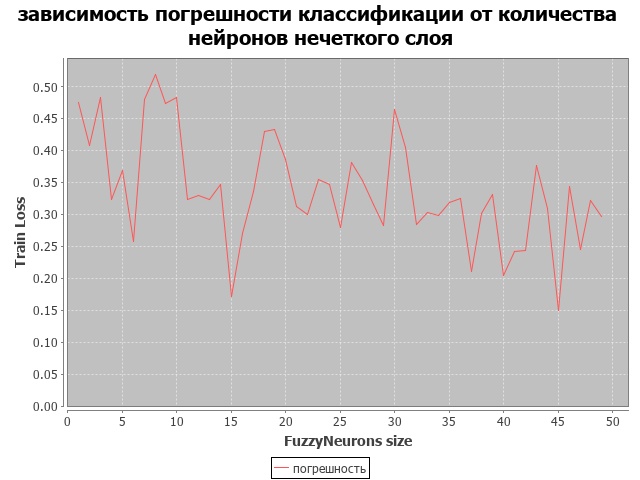 зависимость погрешности классификации от количества
нейронов нечеткого слоя
Train Loss
0.50
0.45
0.40
0.35
0.30
0.25
0.20
0.15
0.10
0.05
0.00
0 5 10 15 20 25 30 35 40 45 50
FuzzyNeurons size
погрешность